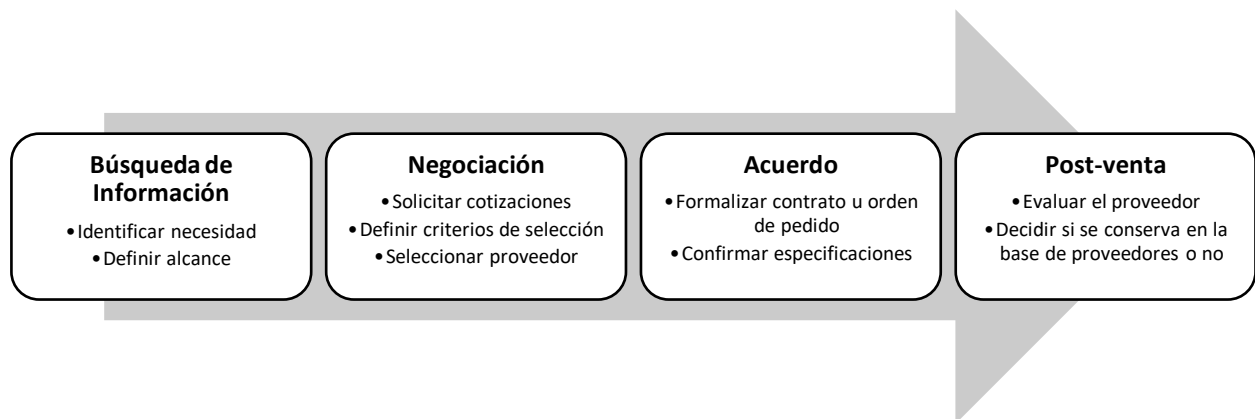 Búsqueda de
Información
•Identificar necesidad
•Definir alcance
Negociación
•Solicitar cotizaciones
•Definir criterios de selección
•Seleccionar proveedor
Acuerdo
•Formalizar contrato u orden
de pedido
•Confirmar especificaciones
Post-venta
•Evaluar el proveedor
•Decidir si se conserva en la
base de proveedores o no